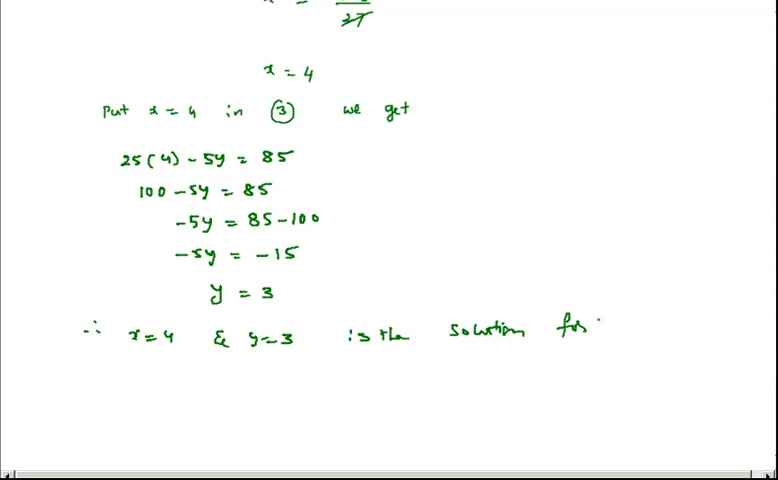 x = 4
Put x = 4 in ③ we get
25(4) - 5y = 85
100 - 5y = 85
-5y = 85 - 100
-5y = -15
y = 3
∴ x = 4 & y = 3 is the solution for